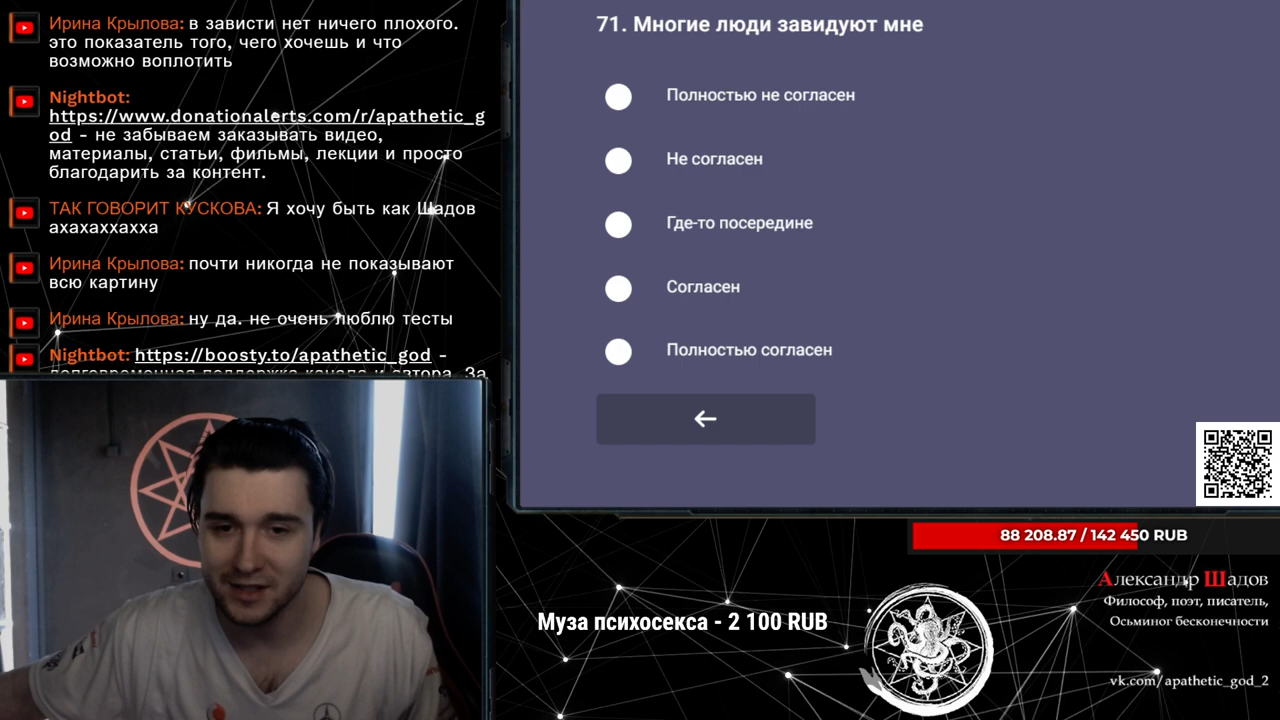 Ирина Крылова: в зависти нет ничего плохого.
это показатель того, чего хочешь и что
возможно воплотить
Nightbot:
https://www.donationalerts.com/r/apathetic_g
od - не забываем заказывать видео,
материалы, статьи, фильмы, лекции и просто
благодарить за контент.
ТАК ГОВОРИТ КУСКОВА: Я хочу быть как Шадов
ахахаххахха
Ирина Крылова: почти никогда не показывают
всю картину
Ирина Крылова: ну да. не очень люблю тесты
Nightbot: https://boosty.to/apathetic_god -
долговременная поддержка канала и автора. За
71. Многие люди завидуют мне
Полностью не согласен
Не согласен
Где-то посередине
Согласен
Полностью согласен
88 208.87 / 142 450 RUB
Муза психосекса - 2 100 RUB
Александр Шадов
Философ, поэт, писатель,
Осьминог бесконечности
vk.com/apathetic_god_2